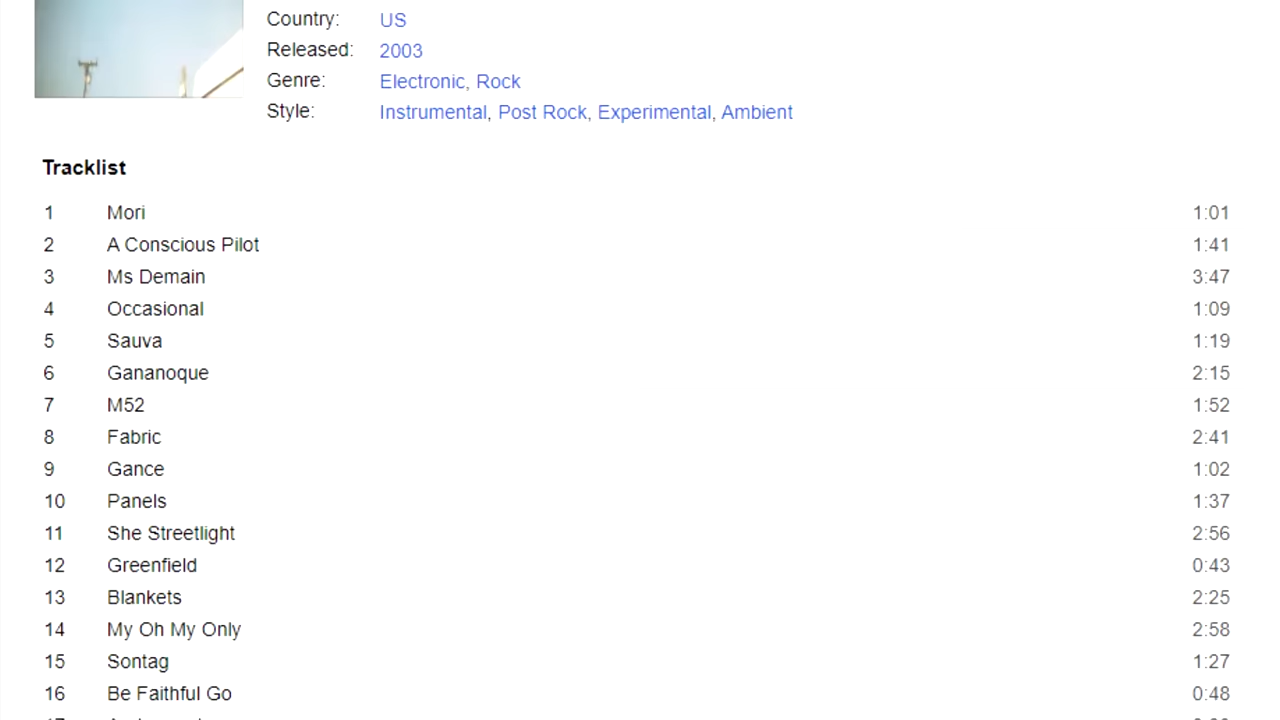 Country: US
Released: 2003
Genre: Electronic, Rock
Style: Instrumental, Post Rock, Experimental, Ambient
Tracklist
1 Mori 1:01
2 A Conscious Pilot 1:41
3 Ms Demain 3:47
4 Occasional 1:09
5 Sauva 1:19
6 Gananoque 2:15
7 M52 1:52
8 Fabric 2:41
9 Gance 1:02
10 Panels 1:37
11 She Streetlight 2:56
12 Greenfield 0:43
13 Blankets 2:25
14 My Oh My Only 2:58
15 Sontag 1:27
16 Be Faithful Go 0:48